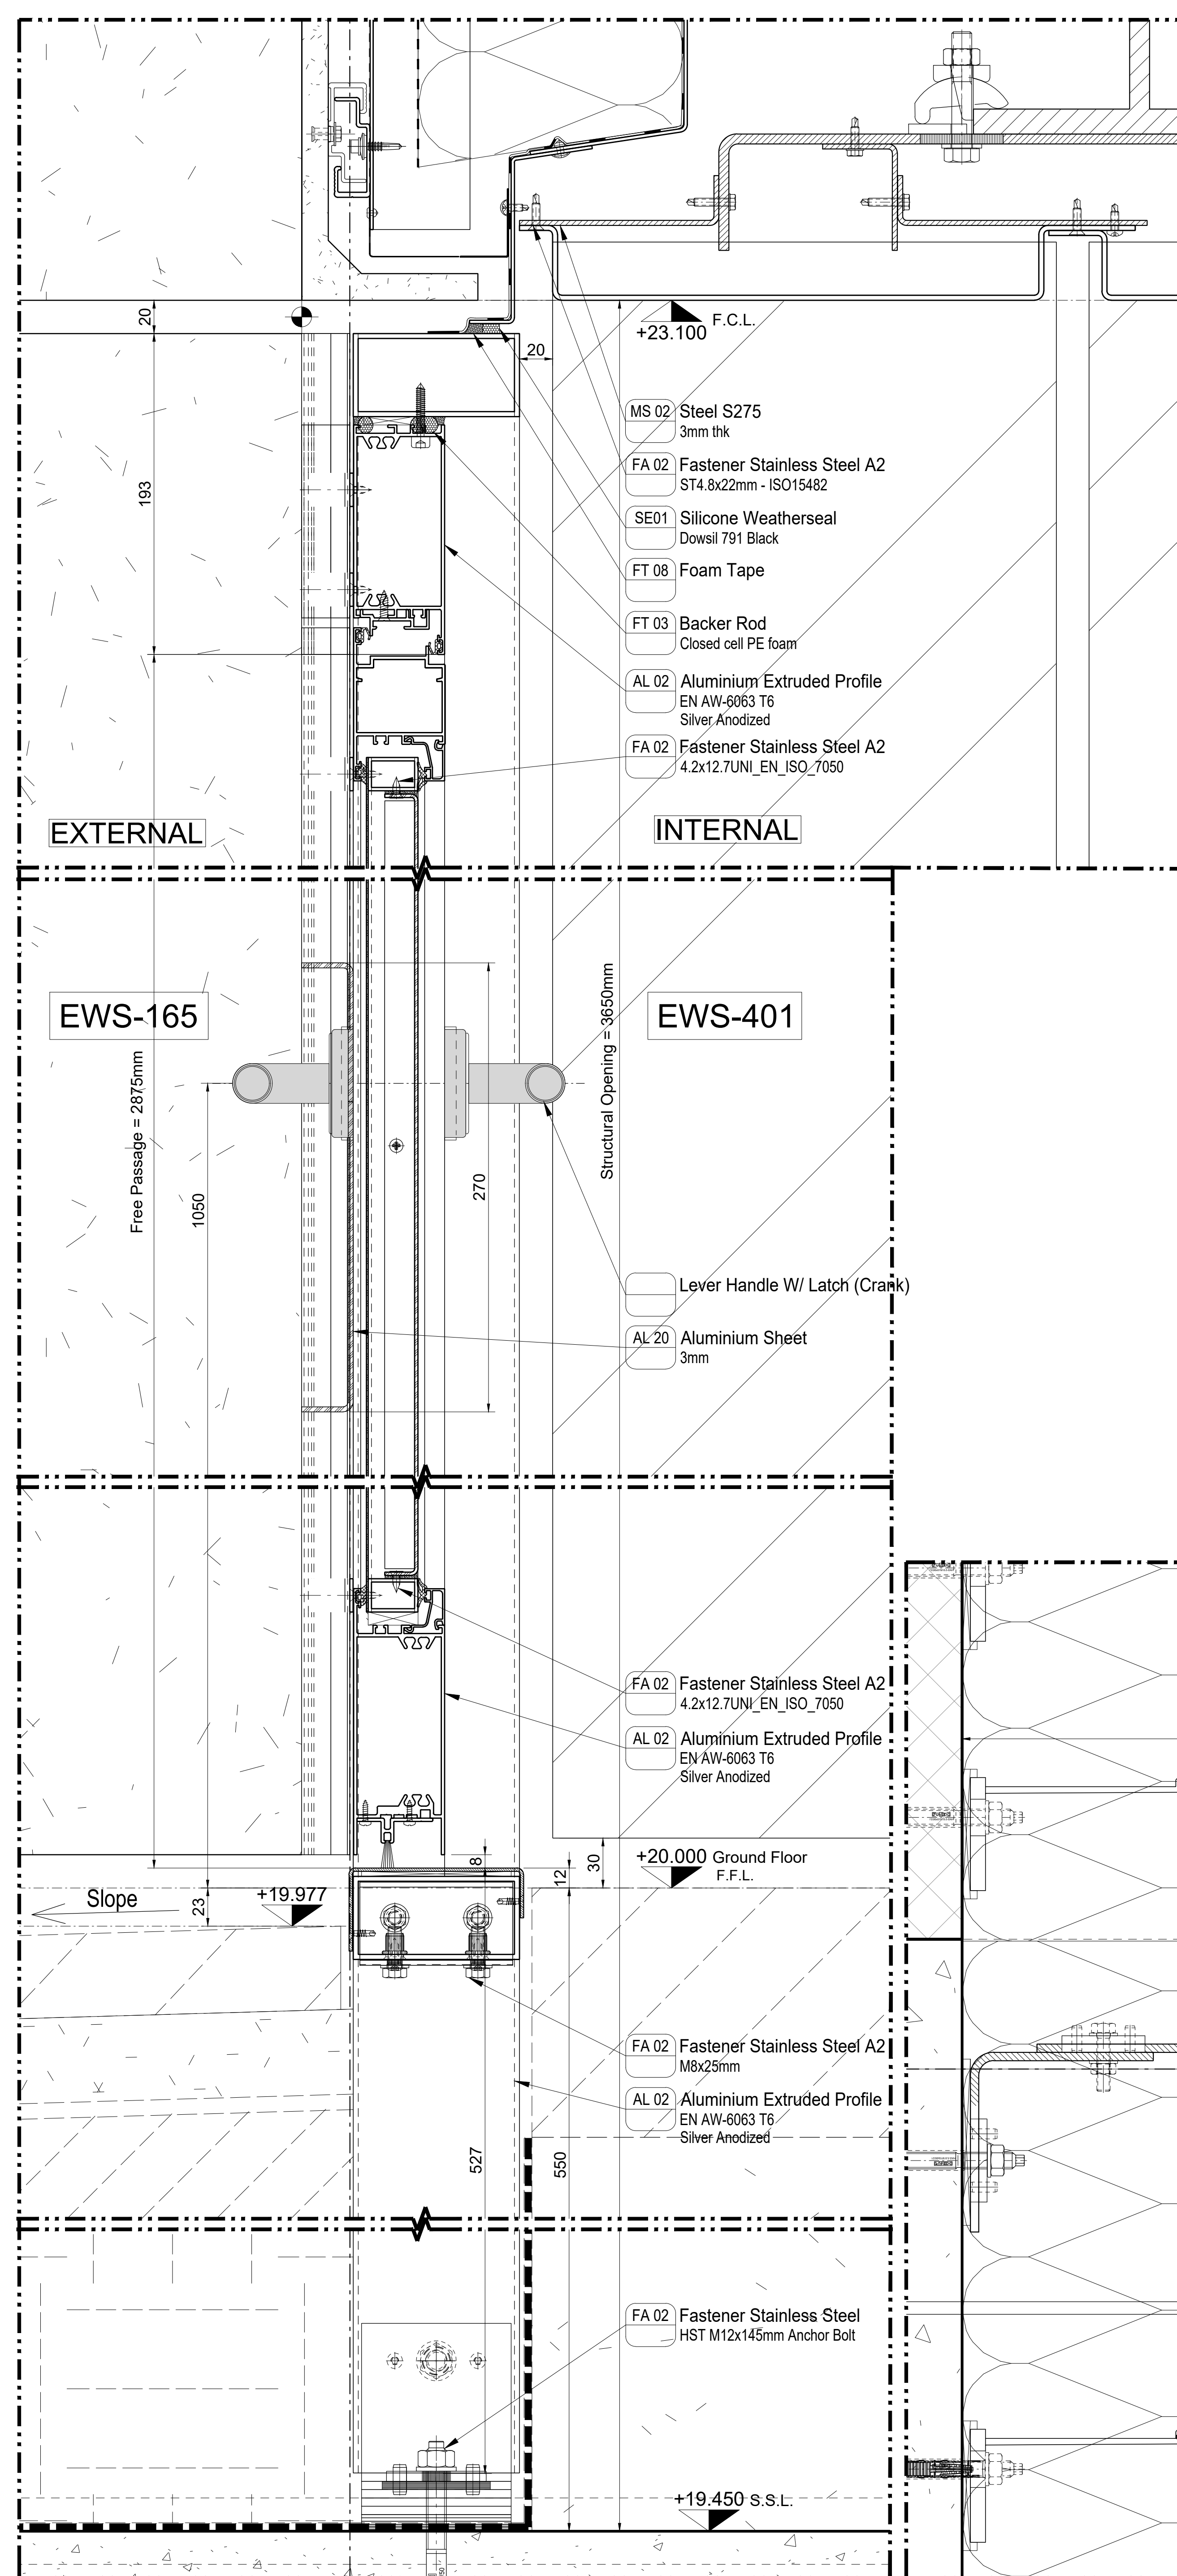 20
+23.100
F.C.L.
20
193
MS 02
Steel S275
3mm thk
FA 02
Fastener Stainless Steel A2
ST4.8x22mm - ISO15482
SE01
Silicone Weatherseal
Dowsil 791 Black
FT 08
Foam Tape
FT 03
Backer Rod
Closed cell PE foam
AL 02
Aluminium Extruded Profile
EN AW-6063 T6
Silver Anodized
FA 02
Fastener Stainless Steel A2
4.2x12.7UNI_EN_ISO_7050
EXTERNAL
INTERNAL
EWS-165
EWS-401
Free Passage = 2875mm
1050
270
Structural Opening = 3650mm
Lever Handle W/ Latch (Crank)
AL 20
Aluminium Sheet
3mm
FA 02
Fastener Stainless Steel A2
4.2x12.7UNI_EN_ISO_7050
AL 02
Aluminium Extruded Profile
EN AW-6063 T6
Silver Anodized
8
12
30
+20.000 Ground Floor
F.F.L.
Slope
23
+19.977
FA 02
Fastener Stainless Steel A2
M8x25mm
AL 02
Aluminium Extruded Profile
EN AW-6063 T6
Silver Anodized
527
550
FA 02
Fastener Stainless Steel
HST M12x145mm Anchor Bolt
+19.450 S.S.L.